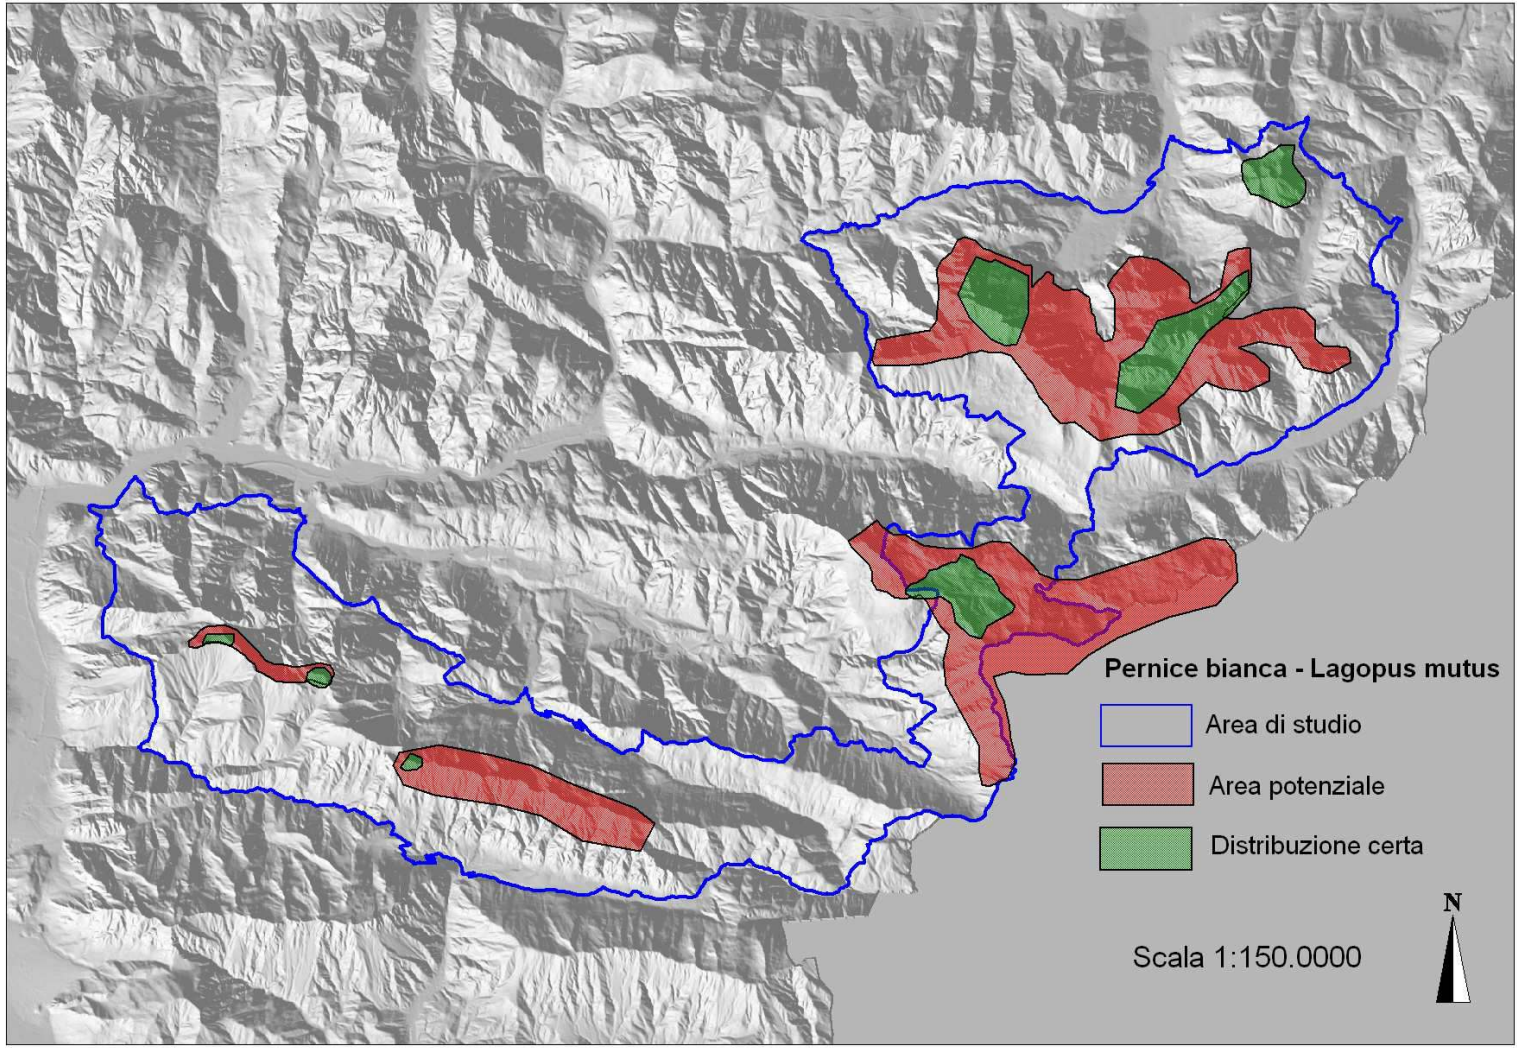 Pernice bianca - Lagopus mutus
Area di studio
Area potenziale
Distribuzione certa
N
Scala 1:150.0000